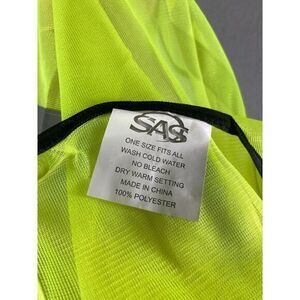 SAS
ONE SIZE FITS ALL
WASH COLD WATER
NO BLEACH
DRY WARM SETTING
MADE IN CHINA
100% POLYESTER